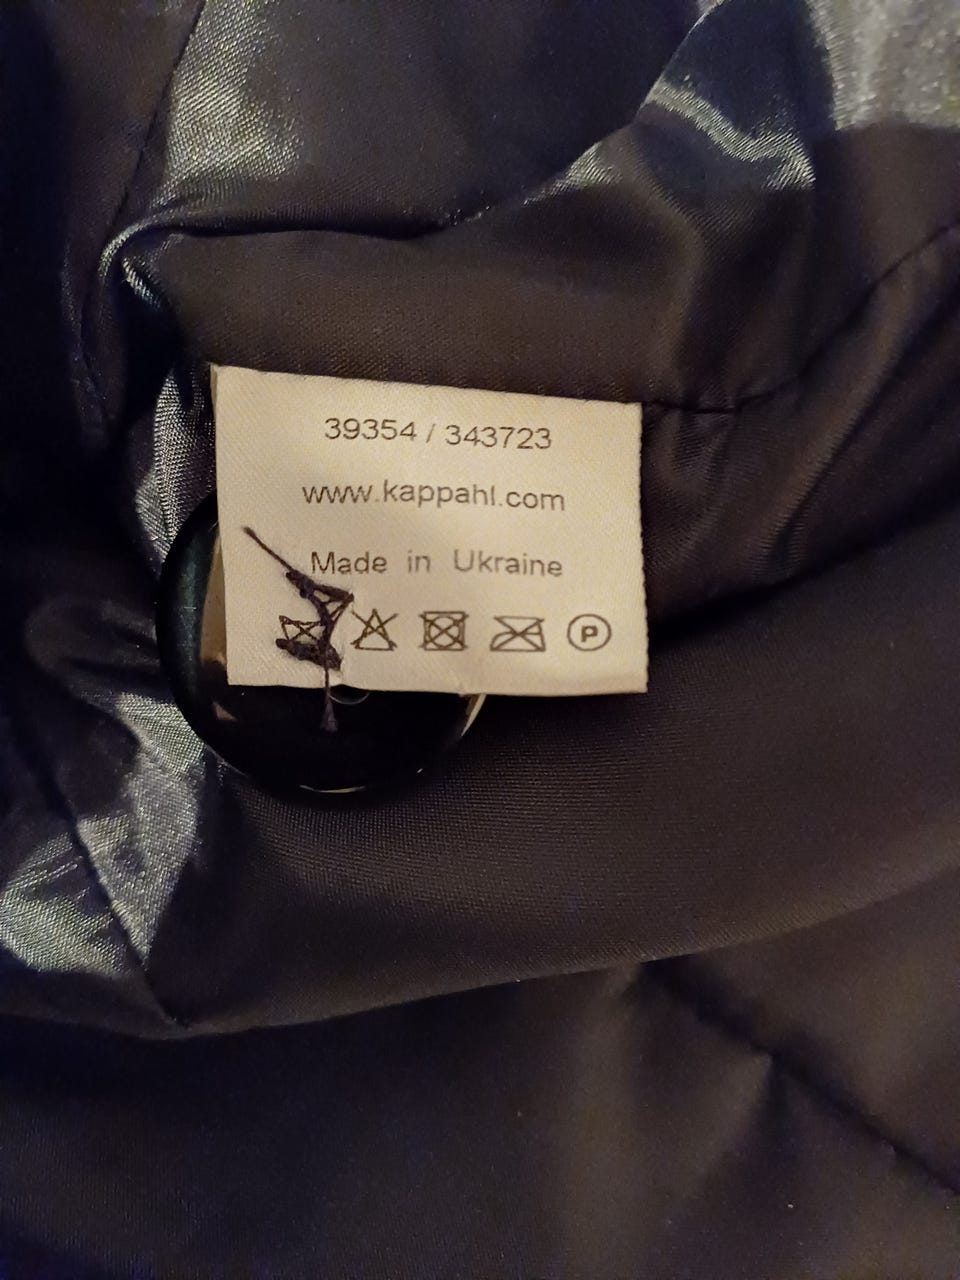 39354 / 343723
www.kappahl.com
Made in Ukraine
P